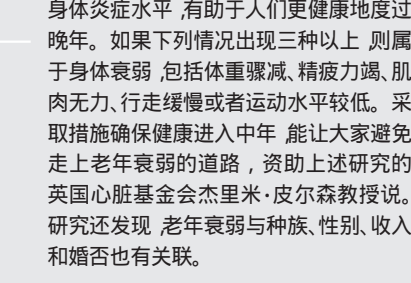 身体炎症水平,有助于人们更健康地度过
晚年。如果下列情况出现三种以上,则属
于身体衰弱,包括体重骤减、精疲力竭、肌
肉无力、行走缓慢或者运动水平较低。采
取措施确保健康进入中年,能让大家避免
走上老年衰弱的道路,资助上述研究的
英国心脏基金会杰里米·皮尔森教授说。
研究还发现,老年衰弱与种族、性别、收入
和婚否也有关联。